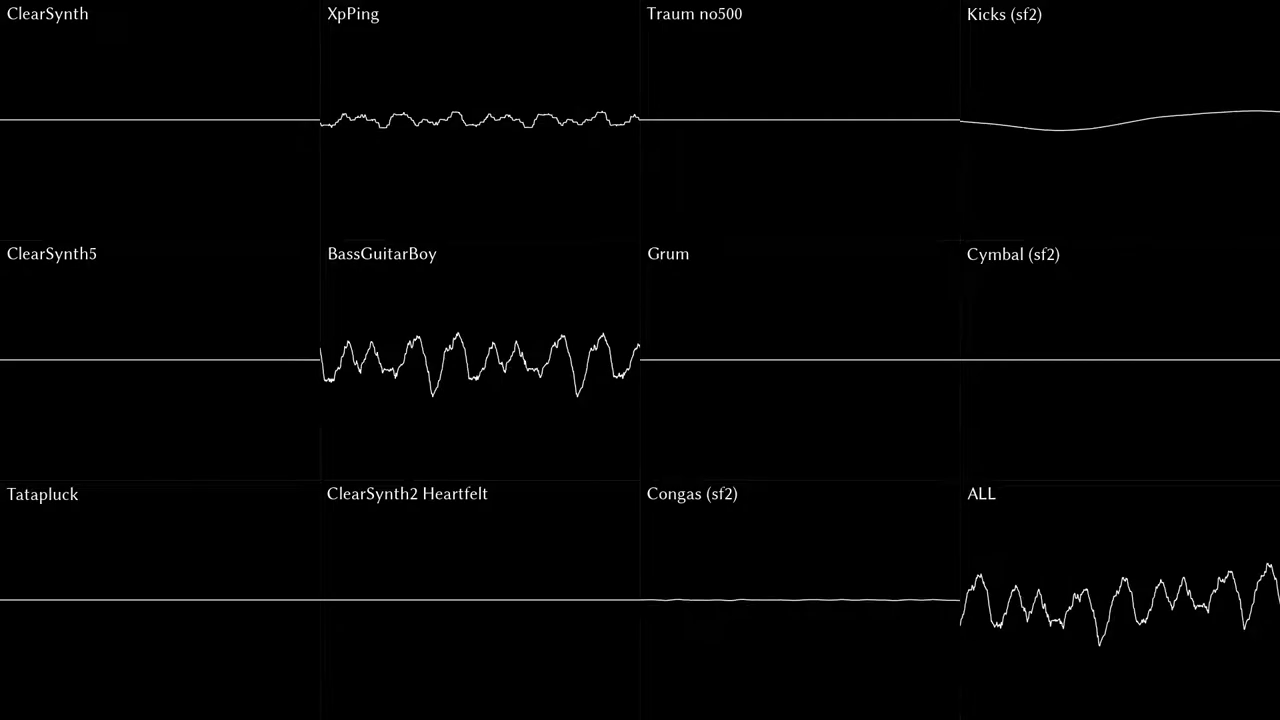 ClearSynth
XpPing
Traum no500
Kicks (sf2)
ClearSynth5
BassGuitarBoy
Grum
Cymbal (sf2)
Tatapluck
ClearSynth2 Heartfelt
Congas (sf2)
ALL